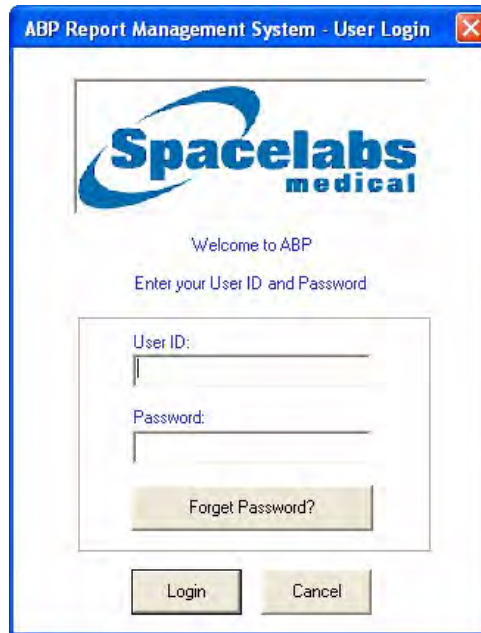 ABP Report Management System - User Login
Spacelabs
medical
Welcome to ABP
Enter your User ID and Password
User ID:
Password:
Forget Password?
Login Cancel